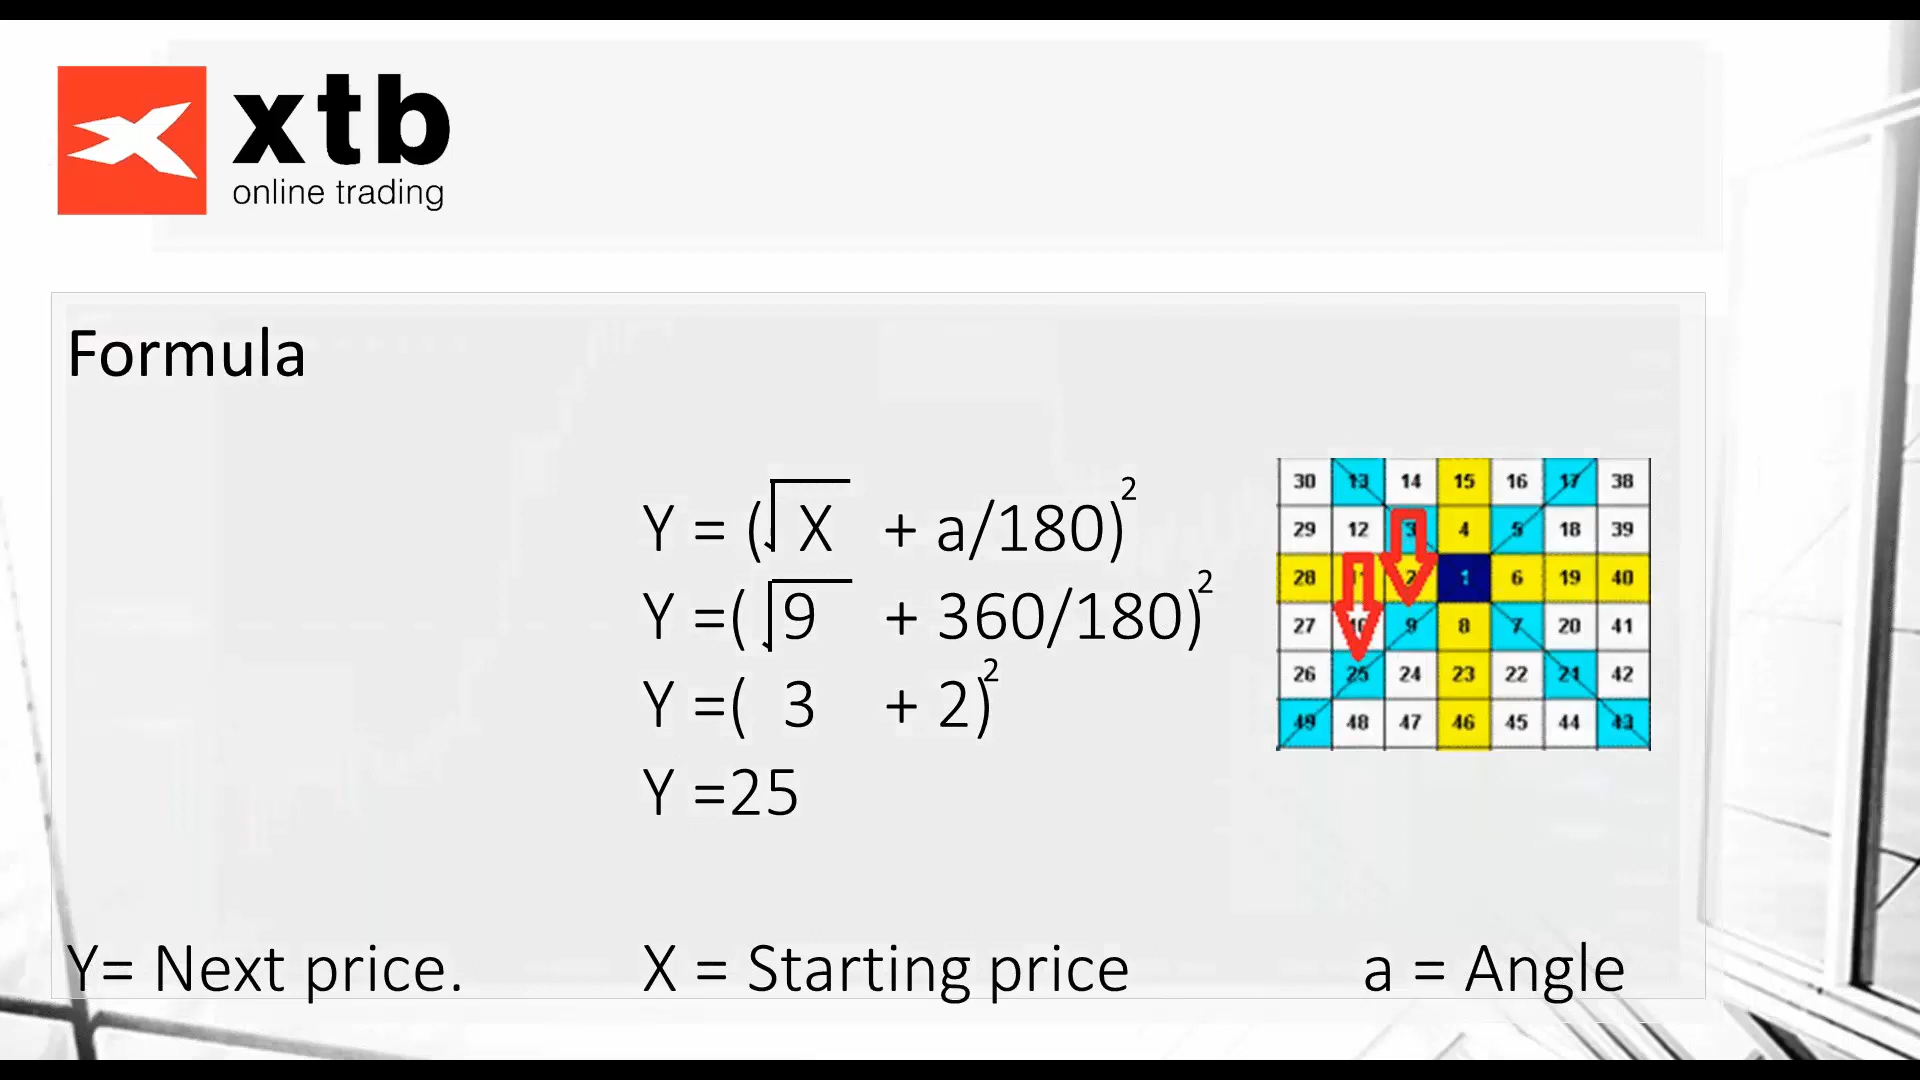 xtb
online trading
Formula
Y = (√X + a/180)²
Y =(√9 + 360/180)²
Y =( 3 + 2)²
Y =25
30 13 14 15 16 17 38
29 12 3 4 5 18 39
28 11 2 1 6 19 40
27 10 9 8 7 20 41
26 25 24 23 22 21 42
49 48 47 46 45 44 43
Y= Next price. X = Starting price a = Angle